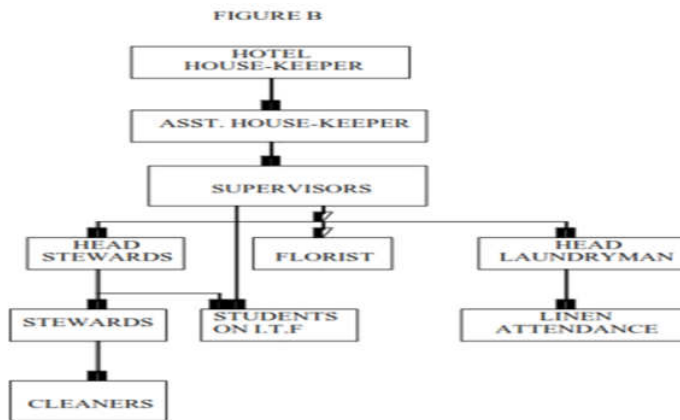 FIGURE B
HOTEL
HOUSE-KEEPER
ASST. HOUSE-KEEPER
SUPERVISORS
HEAD
STEWARDS
FLORIST
HEAD
LAUNDRYMAN
STEWARDS
STUDENTS
ON I.T.F
LINEN
ATTENDANCE
CLEANERS